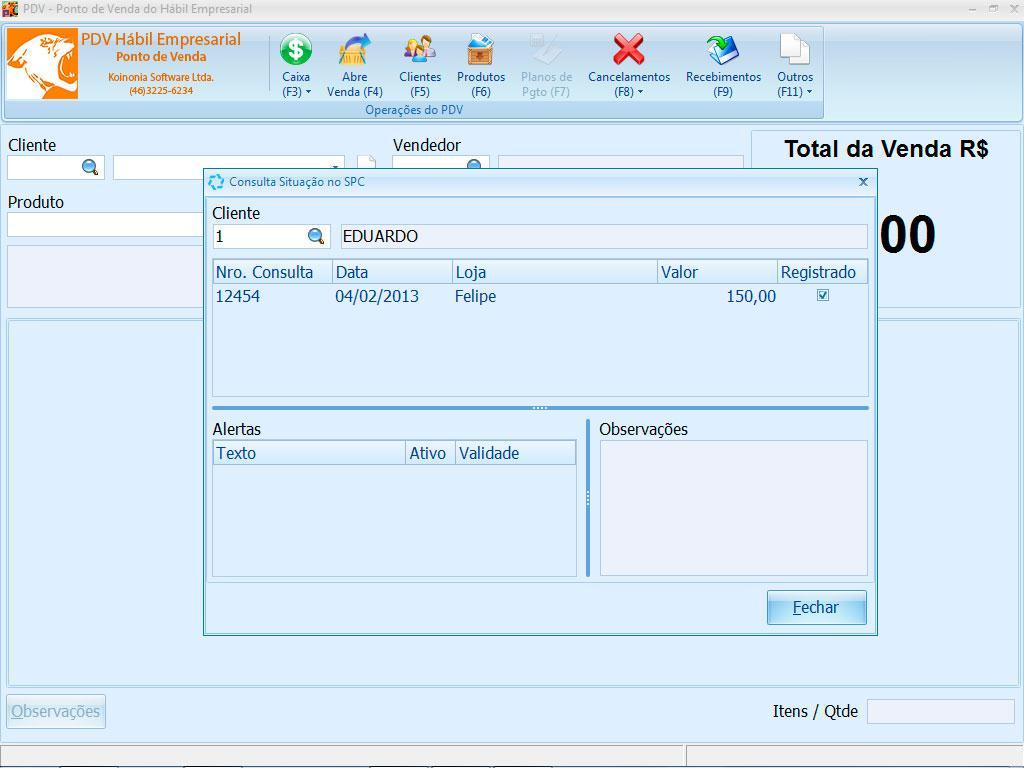 PDV - Ponto de Venda do Hábil Empresarial
PDV Hábil Empresarial
Ponto de Venda
Koinonia Software Ltda.
(46)3225-6234
Caixa
(F3)
Abre
Venda (F4)
Clientes
(F5)
Produtos
(F6)
Planos de
Pgto (F7)
Cancelamentos
(F8)
Recebimentos
(F9)
Outros
(F11)
Operações do PDV
Cliente
Vendedor
Total da Venda R$
Produto
00
Consulta Situação no SPC
Cliente
1 EDUARDO
Nro. Consulta Data Loja Valor Registrado
12454 04/02/2013 Felipe 150,00
Alertas
Texto Ativo Validade
Observações
Fechar
Observações
Itens / Qtde